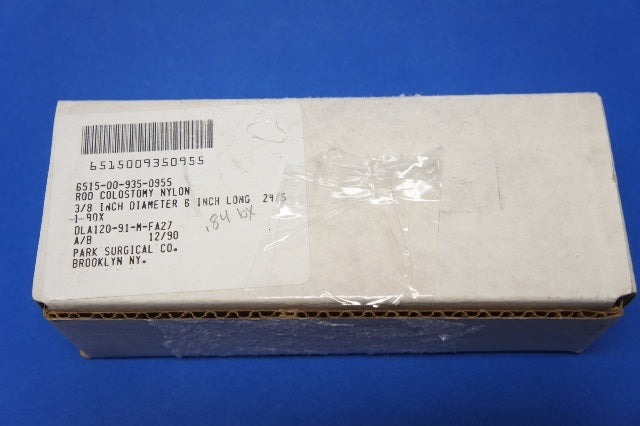 6515009350955
6515-00-935-0955
ROD COLOSTOMY NYLON
3/8 INCH DIAMETER 6 INCH LONG 24/S
1 BOX
.84 bx
DLA120-91-M-FA27
A/B 12/90
PARK SURGICAL CO.
BROOKLYN NY.